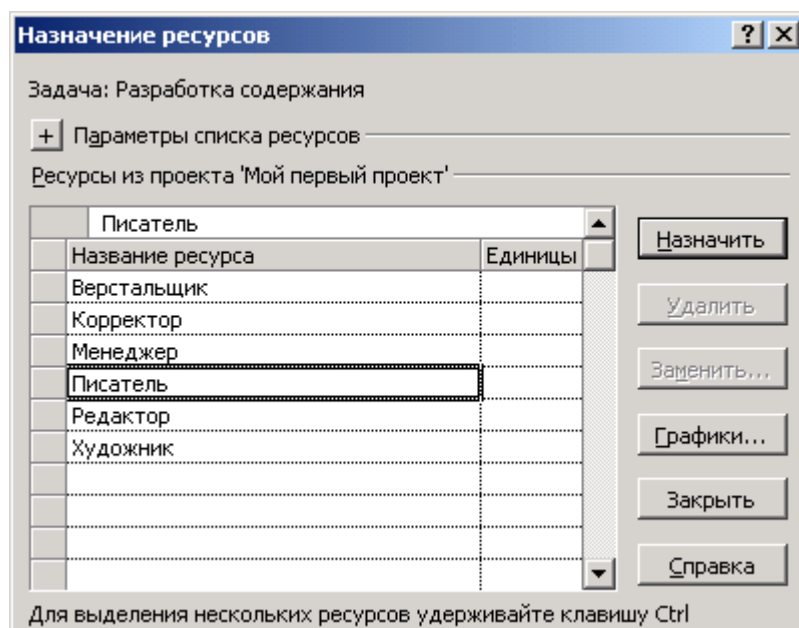 Назначение ресурсов
Задача: Разработка содержания
+ Параметры списка ресурсов
Ресурсы из проекта 'Мой первый проект'
Писатель
Название ресурса Единицы
Верстальщик
Корректор
Менеджер
Писатель
Редактор
Художник
Назначить
Удалить
Заменить...
Графики...
Закрыть
Справка
Для выделения нескольких ресурсов удерживайте клавишу Ctrl